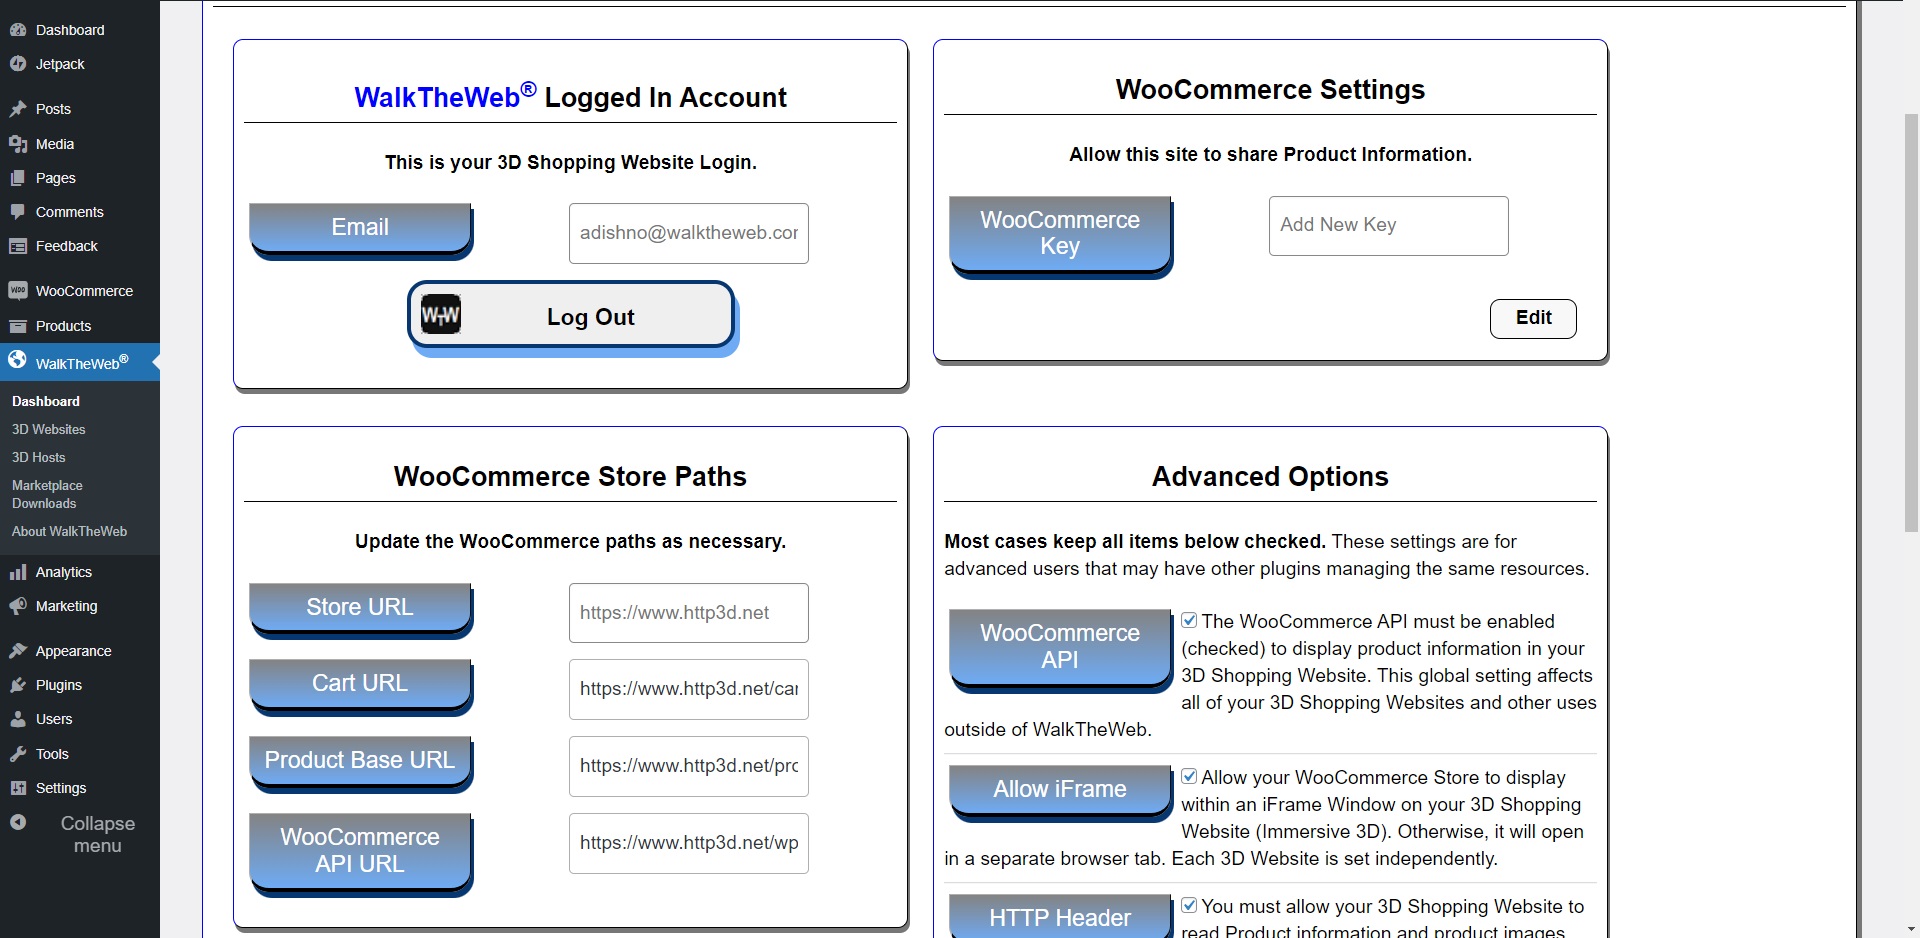 Dashboard
Jetpack
Posts
Media
Pages
Comments
Feedback
WooCommerce
Products
WalkTheWeb®
Dashboard
3D Websites
3D Hosts
Marketplace
Downloads
About WalkTheWeb
Analytics
Marketing
Appearance
Plugins
Users
Tools
Settings
Collapse
menu
WalkTheWeb® Logged In Account
This is your 3D Shopping Website Login.
Email
adishno@walktheweb.cor
WTW
Log Out
WooCommerce Settings
Allow this site to share Product Information.
WooCommerce
Key
Add New Key
Edit
WooCommerce Store Paths
Update the WooCommerce paths as necessary.
Store URL
https://www.http3d.net
Cart URL
https://www.http3d.net/car
Product Base URL
https://www.http3d.net/pro
WooCommerce
API URL
https://www.http3d.net/wp
Advanced Options
Most cases keep all items below checked. These settings are for
advanced users that may have other plugins managing the same resources.
WooCommerce
API
The WooCommerce API must be enabled
(checked) to display product information in your
3D Shopping Website. This global setting affects
all of your 3D Shopping Websites and other uses
outside of WalkTheWeb.
Allow iFrame
Allow your WooCommerce Store to display
within an iFrame Window on your 3D Shopping
Website (Immersive 3D). Otherwise, it will open
in a separate browser tab. Each 3D Website is set independently.
HTTP Header
You must allow your 3D Shopping Website to
read Product information and product images